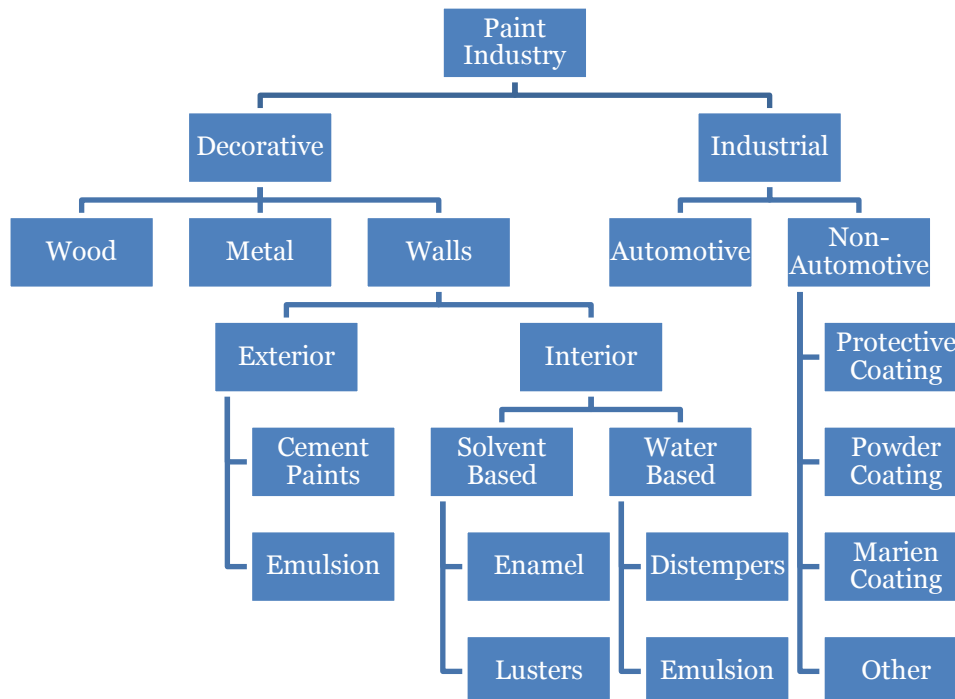 Paint
Industry
Decorative
Industrial
Wood
Metal
Walls
Automotive
Non-
Automotive
Exterior
Interior
Protective
Coating
Cement
Paints
Solvent
Based
Water
Based
Powder
Coating
Emulsion
Enamel
Distempers
Marien
Coating
Lusters
Emulsion
Other